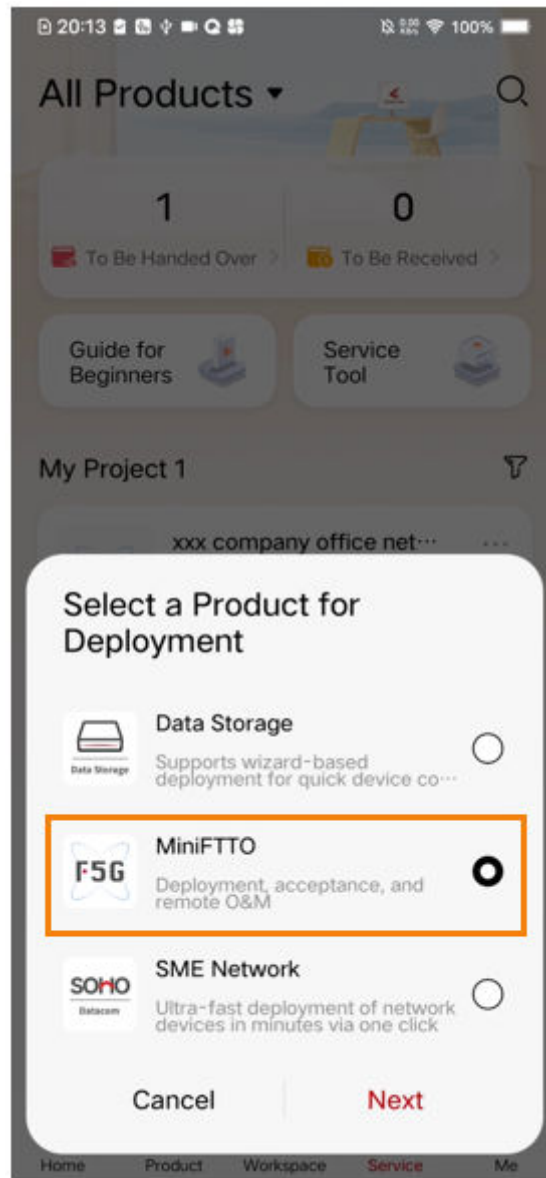 20:13
100%
All Products
1
0
To Be Handed Over >
To Be Received >
Guide for
Beginners
Service
Tool
My Project 1
xxx company office net···
Select a Product for
Deployment
Data Storage
Data Storage
Supports wizard-based
deployment for quick device co···
MiniFTTO
F5G
Deployment, acceptance, and
remote O&M
SME Network
SOHO
Datacom
Ultra-fast deployment of network
devices in minutes via one click
Cancel
Next
Home
Product
Workspace
Service
Me